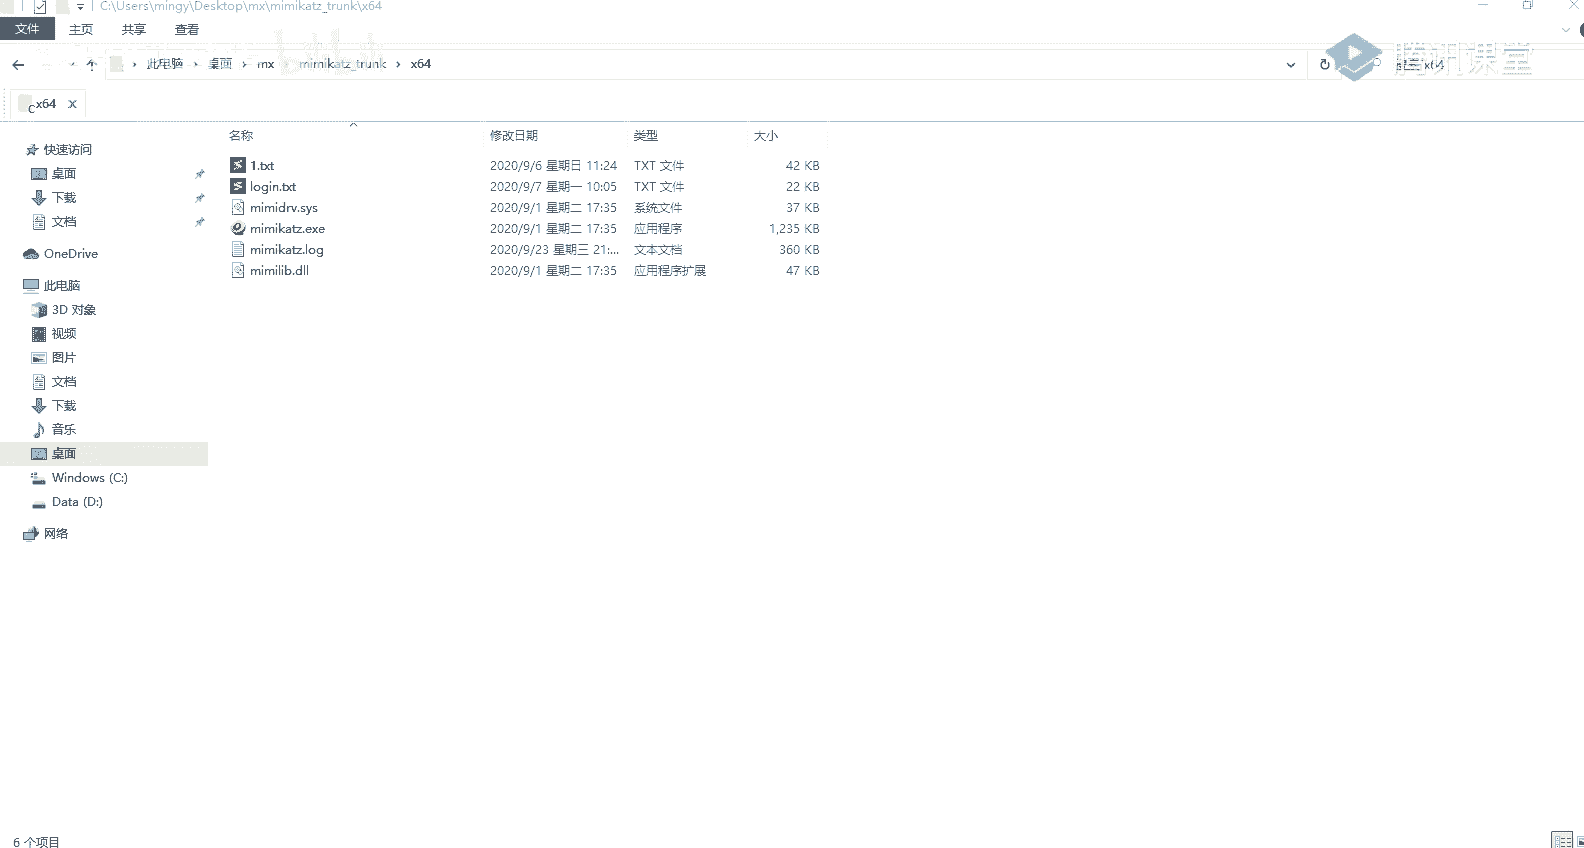 C:\Users\mingy\Desktop\mx\mimikatz_trunk\x64
文件 主页 共享 查看
此电脑 桌面 mx mimikatz_trunk x64
腾讯课堂
x64
名称 修改日期 类型 大小
1.txt 2020/9/6 星期日 11:24 TXT 文件 42 KB
login.txt 2020/9/7 星期一 10:05 TXT 文件 22 KB
mimidrv.sys 2020/9/1 星期二 17:35 系统文件 37 KB
mimikatz.exe 2020/9/1 星期二 17:35 应用程序 1,235 KB
mimikatz.log 2020/9/23 星期三 21:... 文本文档 360 KB
mimilib.dll 2020/9/1 星期二 17:35 应用程序扩展 47 KB
快速访问
桌面
下载
文档
OneDrive
此电脑
3D 对象
视频
图片
文档
下载
音乐
桌面
Windows (C:)
Data (D:)
网络
6 个项目